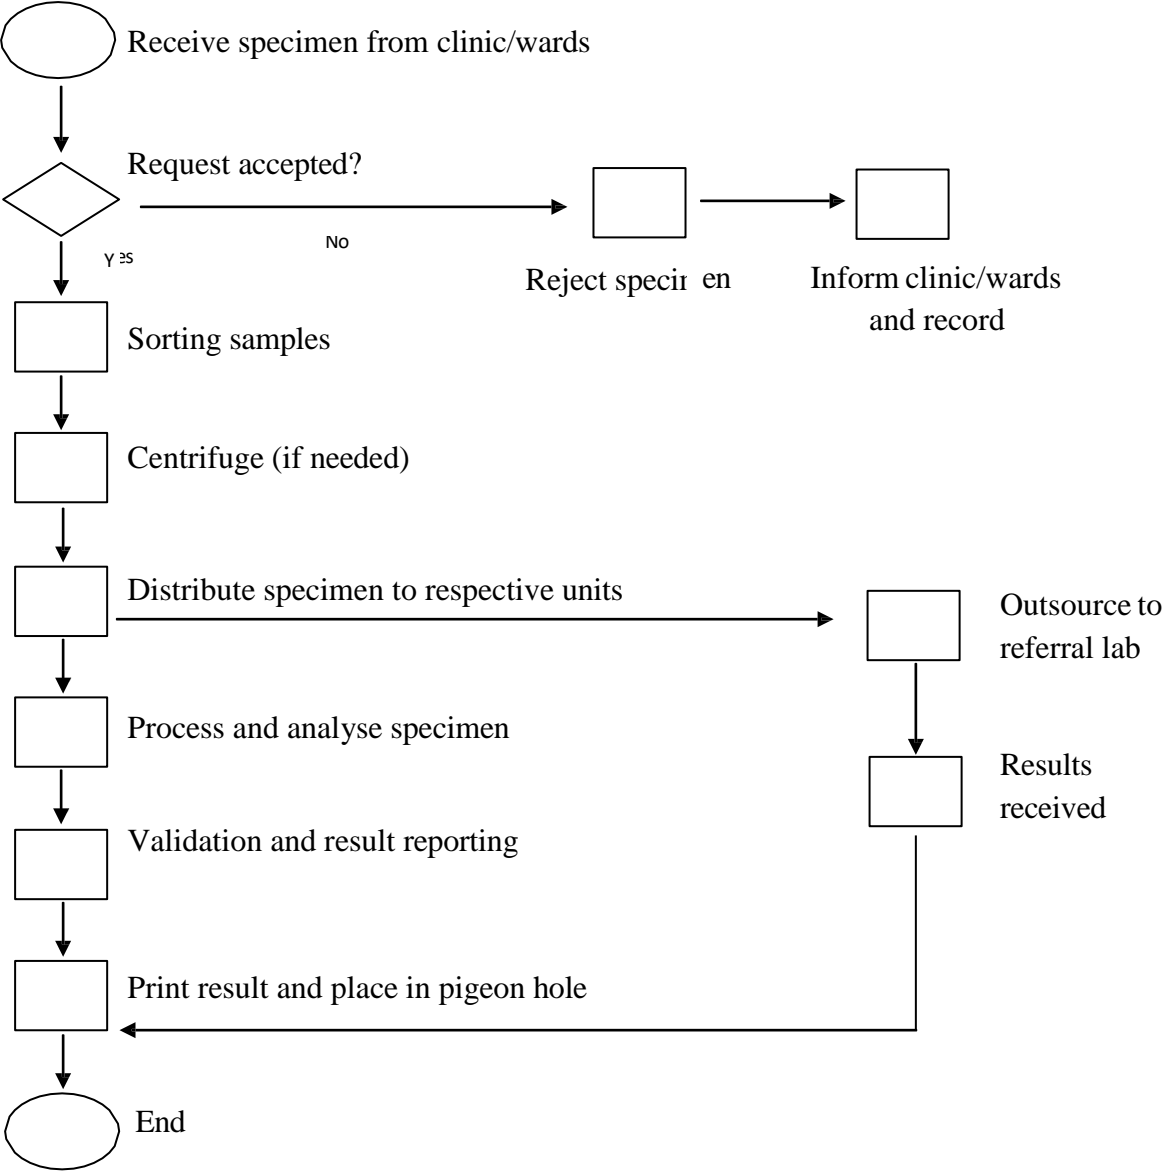 Receive specimen from clinic/wards
Request accepted?
No
Yes
Reject specin en
Inform clinic/wards
and record
Sorting samples
Centrifuge (if needed)
Distribute specimen to respective units
Outsource to
referral lab
Process and analyse specimen
Results
received
Validation and result reporting
Print result and place in pigeon hole
End